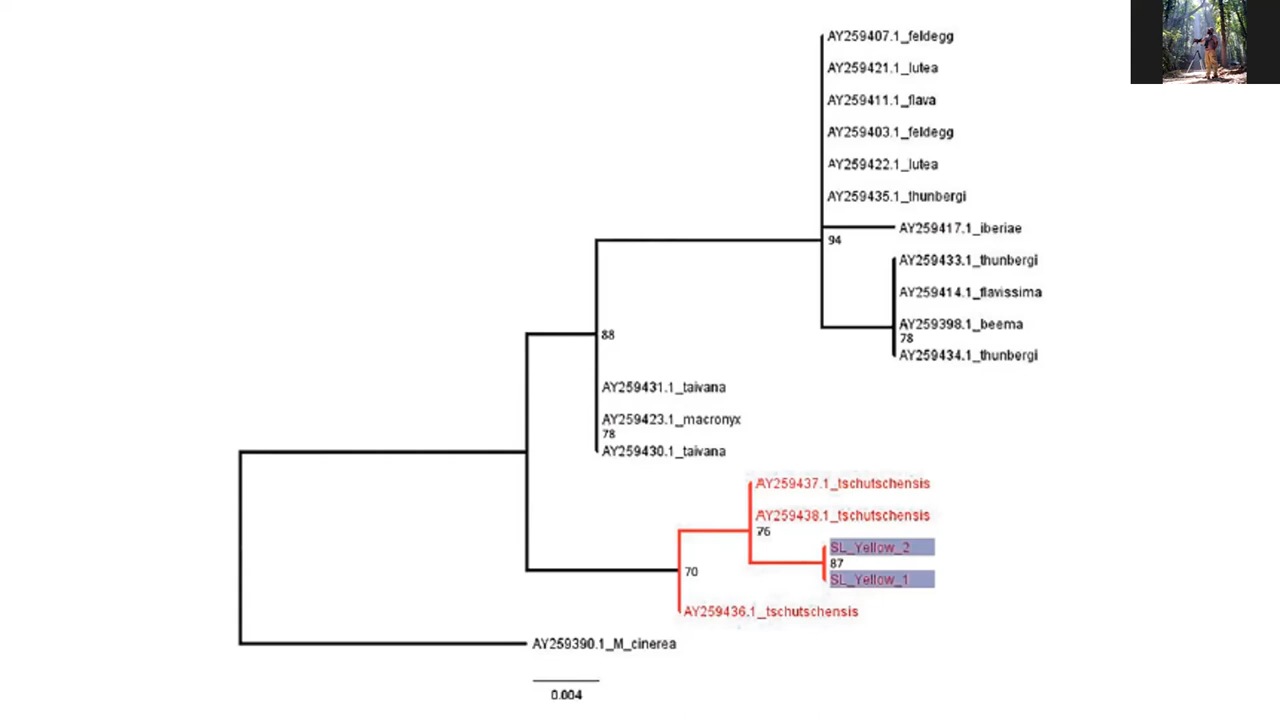 AY259407.1_feldegg
AY259421.1_lutea
AY259411.1_flava
AY259403.1_feldegg
AY259422.1_lutea
AY259435.1_thunbergi
AY259417.1_iberiae
94
AY259433.1_thunbergi
AY259414.1_flavissima
AY259398.1_beema
78
AY259434.1_thunbergi
88
AY259431.1_taivana
AY259423.1_macronyx
78
AY259430.1_taivana
AY259437.1_tschutschensis
AY259438.1_tschutschensis
76
SL_Yellow_2
87
70
SL_Yellow_1
AY259436.1_tschutschensis
AY259390.1_M_cinerea
0.004